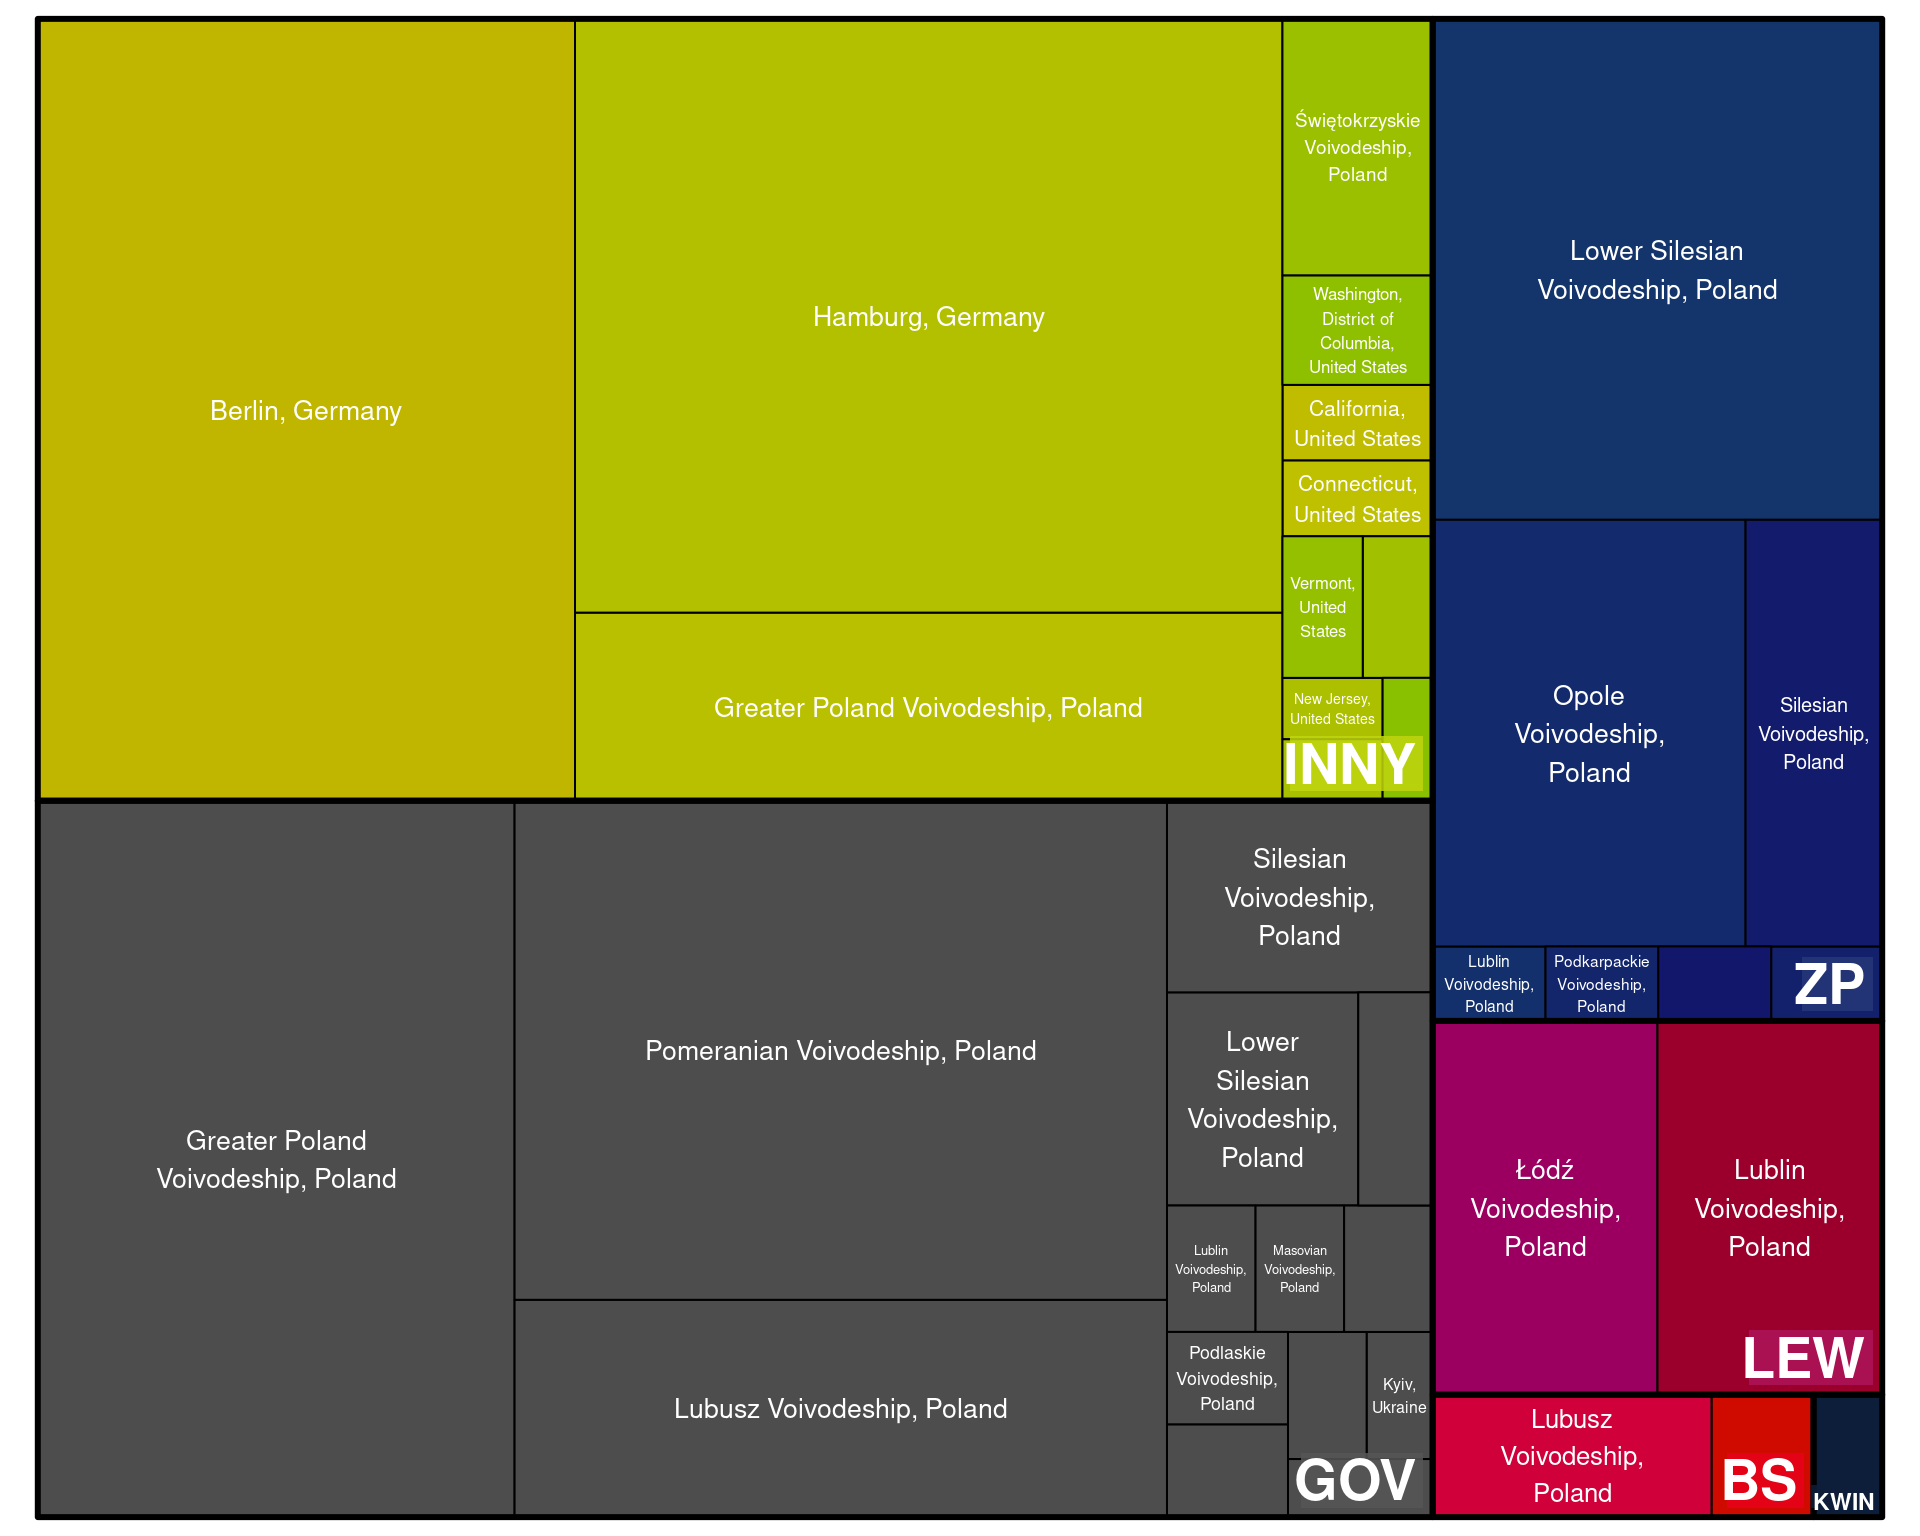 Berlin, Germany
Hamburg, Germany
Greater Poland Voivodeship, Poland
Świętokrzyskie
Voivodeship,
Poland
Washington,
District of
Columbia,
United States
California,
United States
Connecticut,
United States
Vermont,
United
States
New Jersey,
United States
INNY
Greater Poland
Voivodeship, Poland
Pomeranian Voivodeship, Poland
Lubusz Voivodeship, Poland
Silesian
Voivodeship,
Poland
Lower
Silesian
Voivodeship,
Poland
Lublin
Voivodeship,
Poland
Masovian
Voivodeship,
Poland
Podlaskie
Voivodeship,
Poland
Kyiv,
Ukraine
GOV
Lower Silesian
Voivodeship, Poland
Opole
Voivodeship,
Poland
Silesian
Voivodeship,
Poland
Lublin
Voivodeship,
Poland
Podkarpackie
Voivodeship,
Poland
ZP
Łódź
Voivodeship,
Poland
Lublin
Voivodeship,
Poland
LEW
Lubusz
Voivodeship,
Poland
BS
KWIN